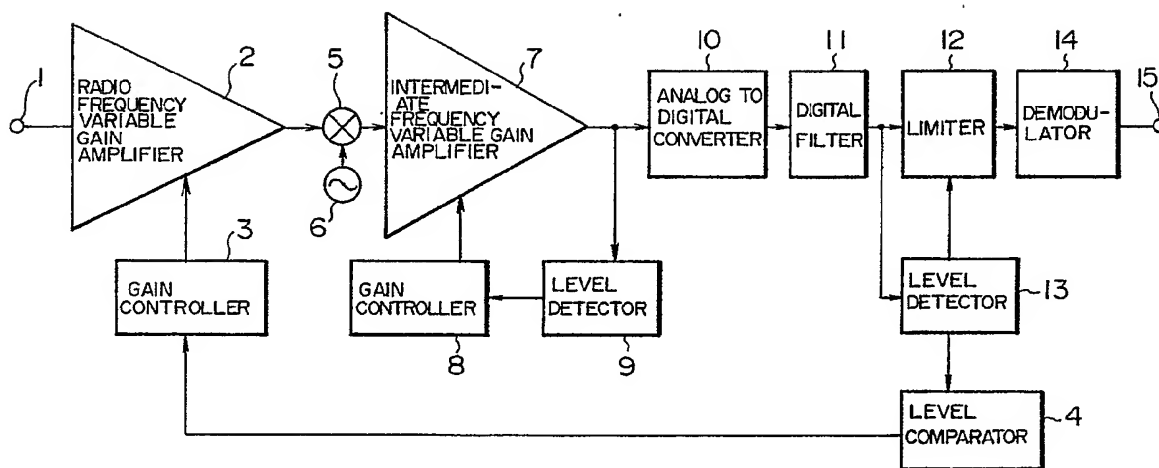 1
RADIO
FREQUENCY
VARIABLE
GAIN
AMPLIFIER
2
5
6
INTERMEDI-
ATE
FREQUENCY
VARIABLE GAIN
AMPLIFIER
7
10
ANALOG TO
DIGITAL
CONVERTER
11
DIGITAL
FILTER
12
LIMITER
14
DEMODU-
LATOR
15
3
GAIN
CONTROLLER
GAIN
CONTROLLER
8
LEVEL
DETECTOR
9
LEVEL
DETECTOR
13
LEVEL
COMPARATOR
4